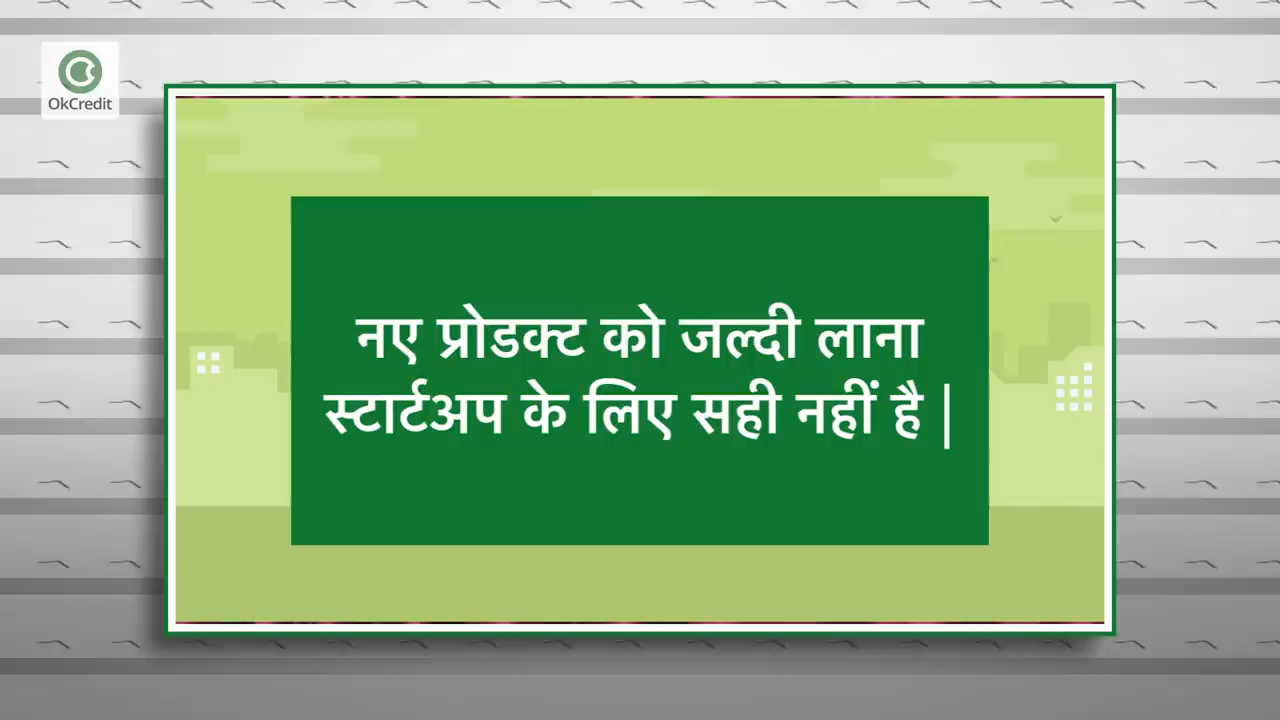 OkCredit
नए प्रोडक्ट को जल्दी लाना
स्टार्टअप के लिए सही नहीं है |